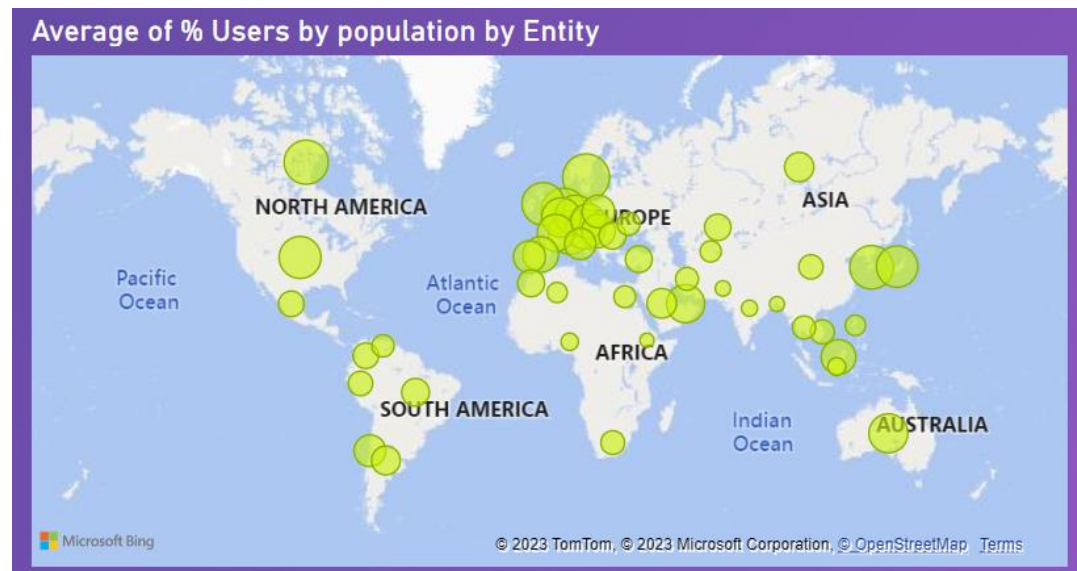 Average of % Users by population by Entity
NORTH AMERICA
ASIA
EUROPE
Pacific
Ocean
Atlantic
Ocean
AFRICA
SOUTH AMERICA
Indian
Ocean
AUSTRALIA
Microsoft Bing
© 2023 TomTom, © 2023 Microsoft Corporation, © OpenStreetMap Terms